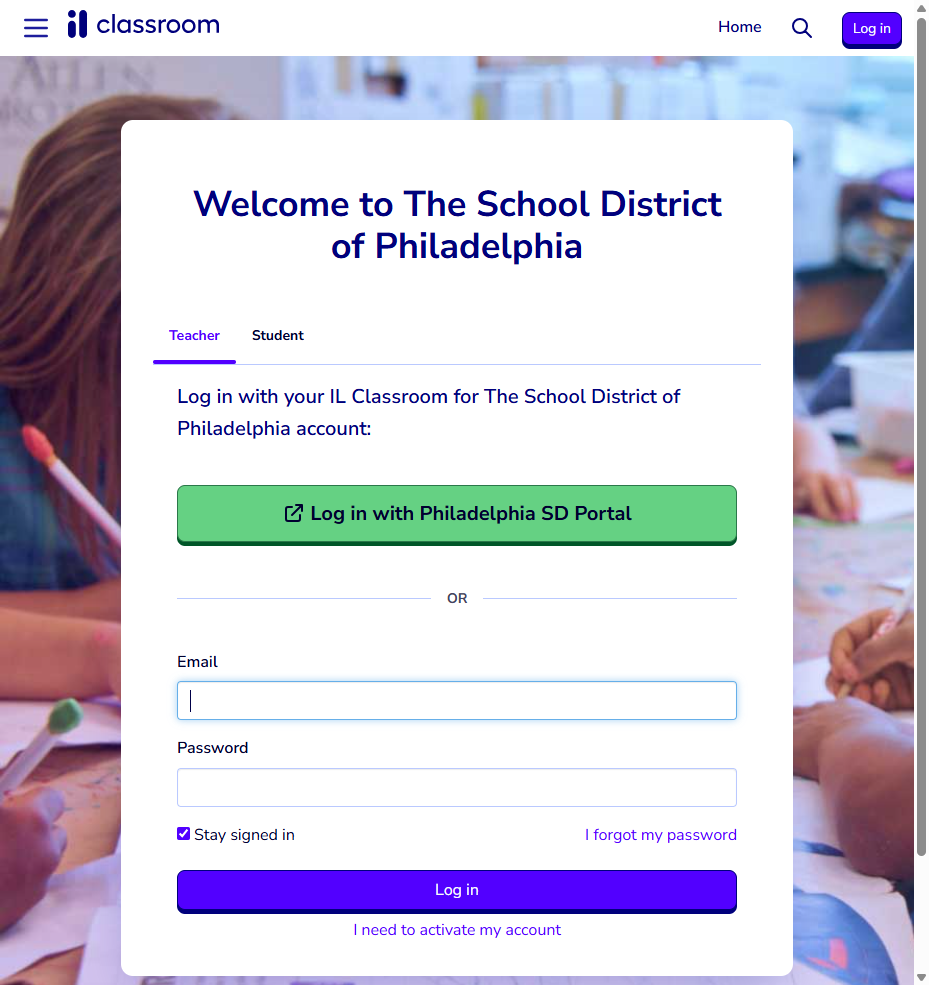 il classroom
Home
Log in
ALLEN
Welcome to The School District
of Philadelphia
Teacher
Student
Log in with your IL Classroom for The School District of
Philadelphia account:
Log in with Philadelphia SD Portal
OR
Email
Password
Stay signed in
I forgot my password
Log in
I need to activate my account